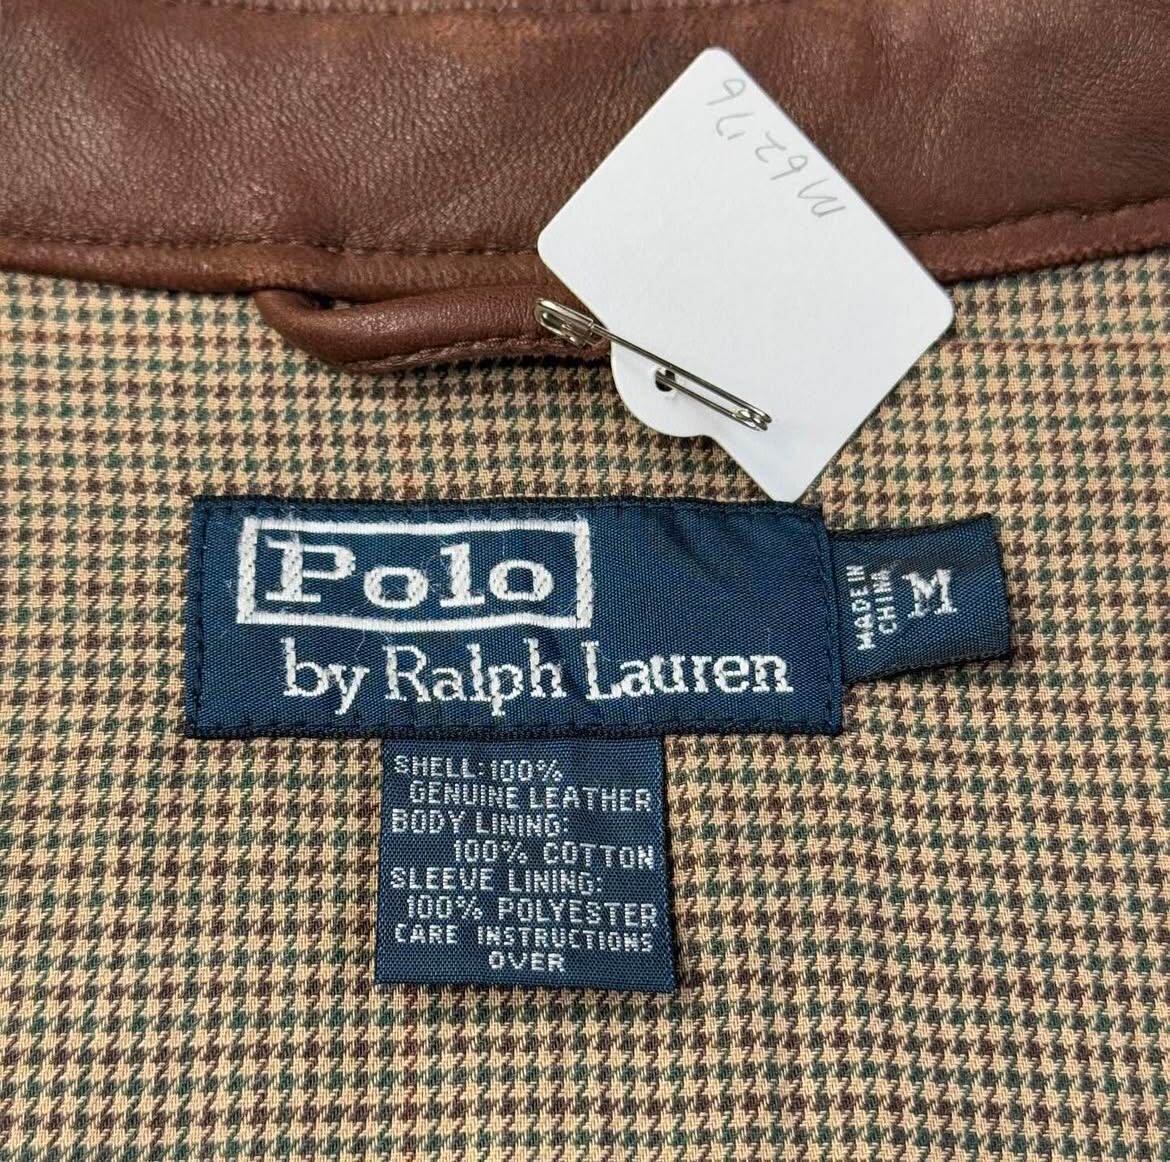 M62176
Polo
by Ralph Lauren
MADE IN
CHINA
M
SHELL: 100%
GENUINE LEATHER
BODY LINING:
100% COTTON
SLEEVE LINING:
100% POLYESTER
CARE INSTRUCTIONS
OVER